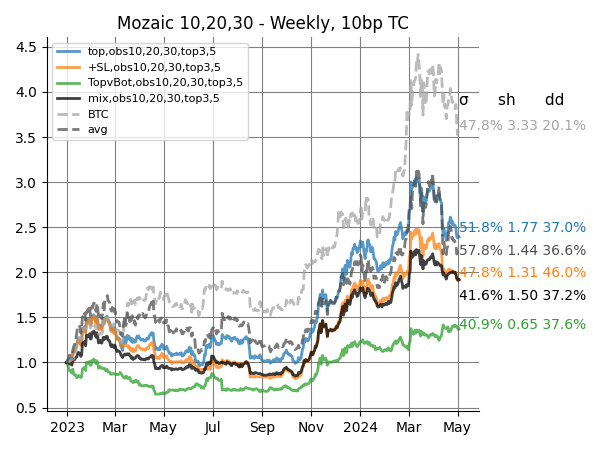 Mozaic 10,20,30 - Weekly, 10bp TC
4.5
4.0
3.5
3.0
2.5
2.0
1.5
1.0
0.5
top,obs10,20,30,top3,5
+SL,obs10,20,30,top3,5
TopvBot,obs10,20,30,top3,5
mix,obs10,20,30,top3,5
BTC
avg
σ sh dd
47.8% 3.33 20.1%
51.8% 1.77 37.0%
57.8% 1.44 36.6%
47.8% 1.31 46.0%
41.6% 1.50 37.2%
40.9% 0.65 37.6%
2023 Mar May Jul Sep Nov 2024 Mar May